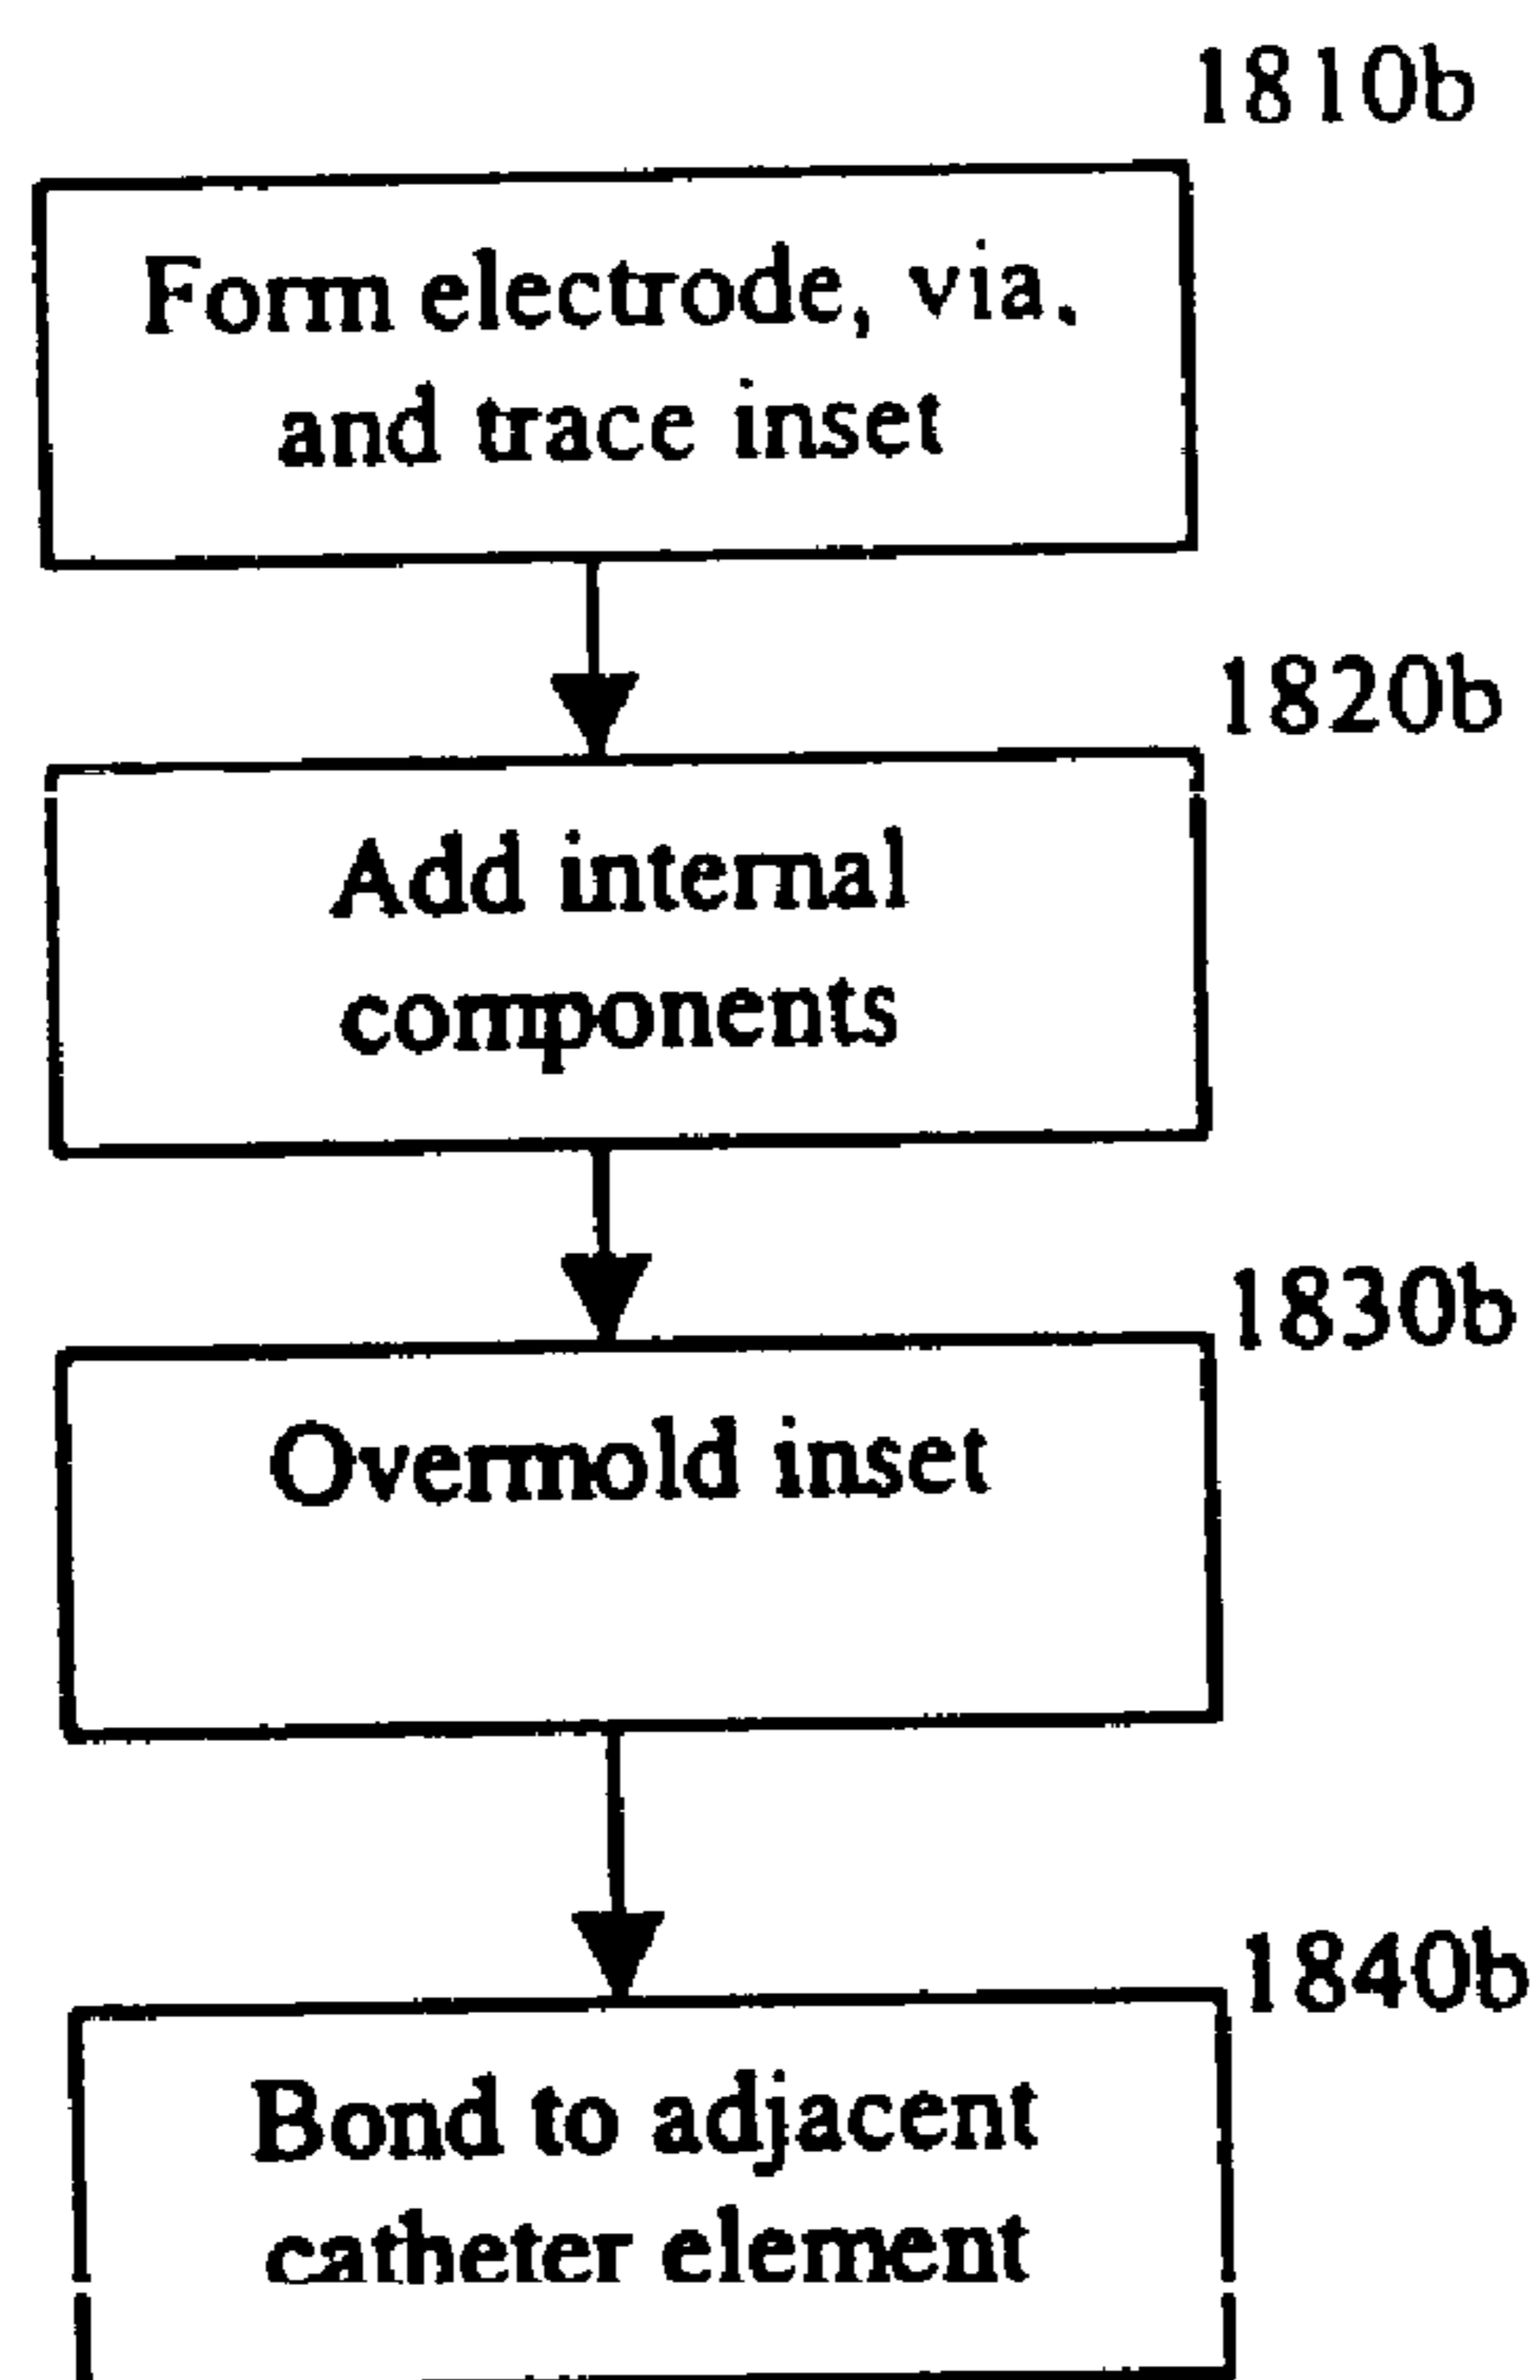 1810b
Form electrode, via,
and trace inset
1820b
Add internal
components
1830b
Overmold inset
1840b
Bond to adjacent
catheter element